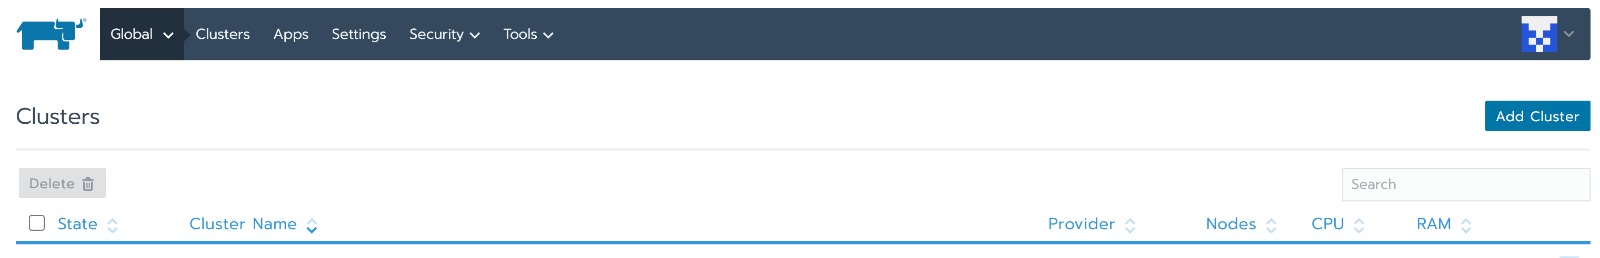 Global Clusters Apps Settings Security Tools
Clusters
Add Cluster
Delete
Search
State Cluster Name Provider Nodes CPU RAM